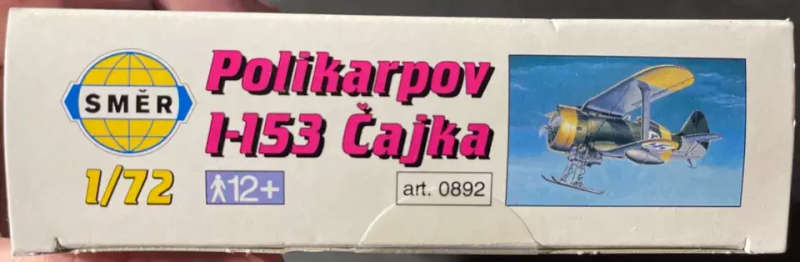 SMĚR
Polikarpov
I-153 Čajka
1/72
12+
art. 0892